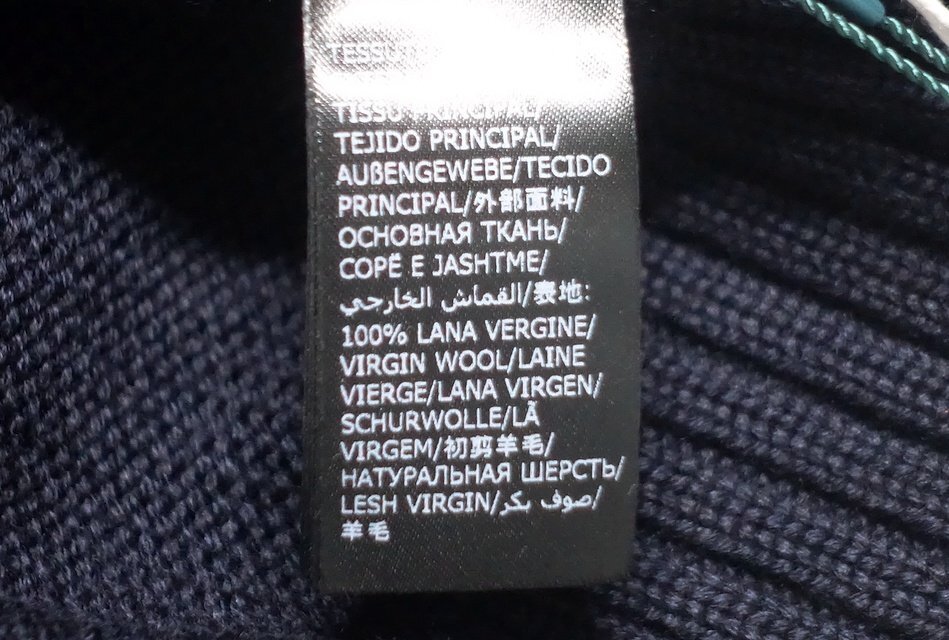 TESSU
TISSU PRINCIPAL/
TEJIDO PRINCIPAL/
AUßENGEWEBE/TECIDO
PRINCIPAL/外部面料/
ОСНОВНАЯ ТКАНЬ/
COPË E JASHTME/
القماش الخارجي/表地:
100% LANA VERGINE/
VIRGIN WOOL/LAINE
VIERGE/LANA VIRGEN/
SCHURWOLLE/LÃ
VIRGEM/初剪羊毛/
НАТУРАЛЬНАЯ ШЕРСТЬ/
LESH VIRGIN/صوف بكر/
羊毛